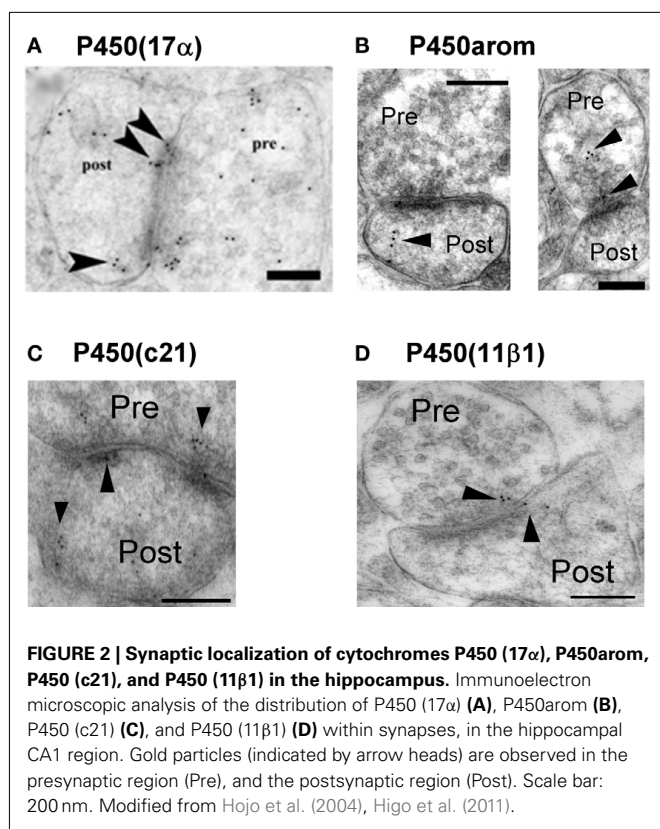 A P450(17α)
B P450arom
post
pre
Pre
Post
Pre
Post
C P450(c21)
D P450(11β1)
Pre
Post
Pre
Post
FIGURE 2 | Synaptic localization of cytochromes P450 (17α), P450arom,
P450 (c21), and P450 (11β1) in the hippocampus. Immunoelectron
microscopic analysis of the distribution of P450 (17α) (A), P450arom (B),
P450 (c21) (C), and P450 (11β1) (D) within synapses, in the hippocampal
CA1 region. Gold particles (indicated by arrow heads) are observed in the
presynaptic region (Pre), and the postsynaptic region (Post). Scale bar:
200 nm. Modified from Hojo et al. (2004), Higo et al. (2011).